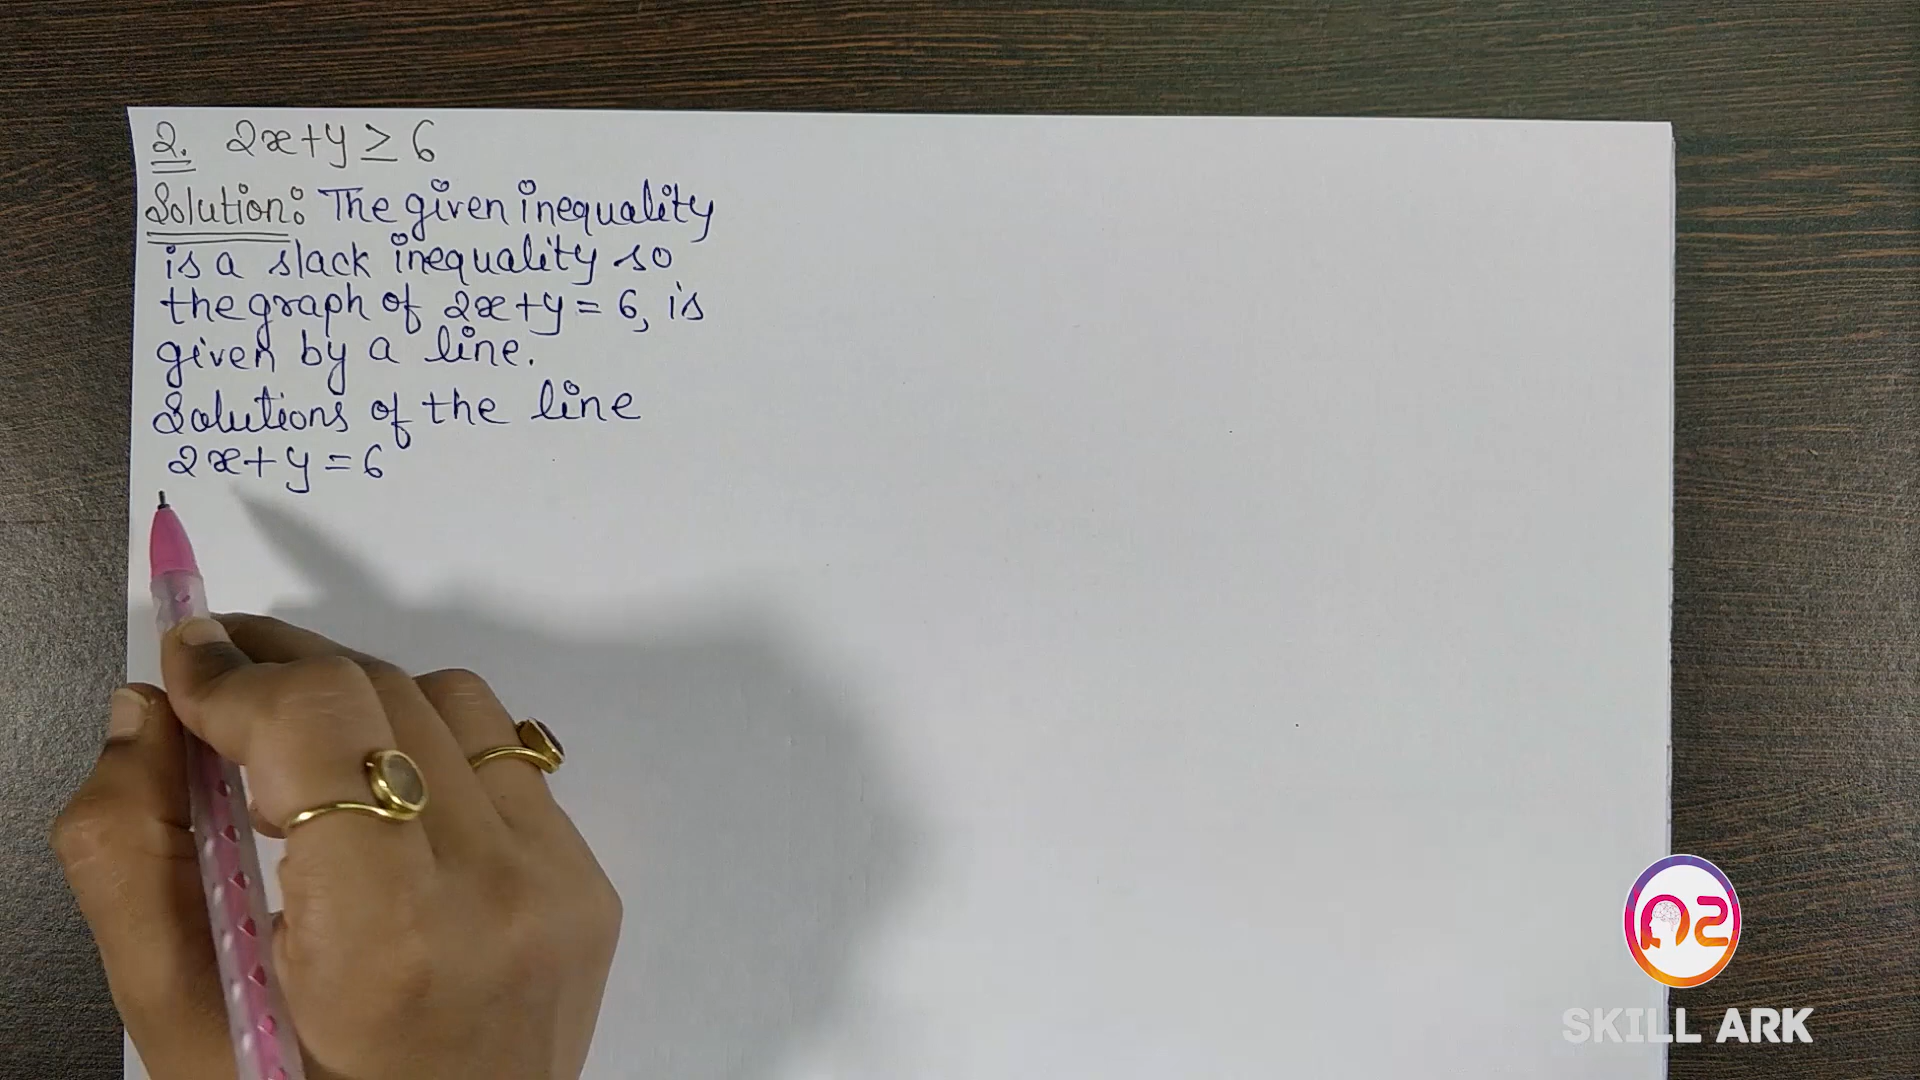 2. 2x+y ≥ 6
Solution: The given inequality
is a slack inequality so
the graph of 2x+y = 6, is
given by a line.
Solutions of the line
2x+y = 6
SKILL ARK